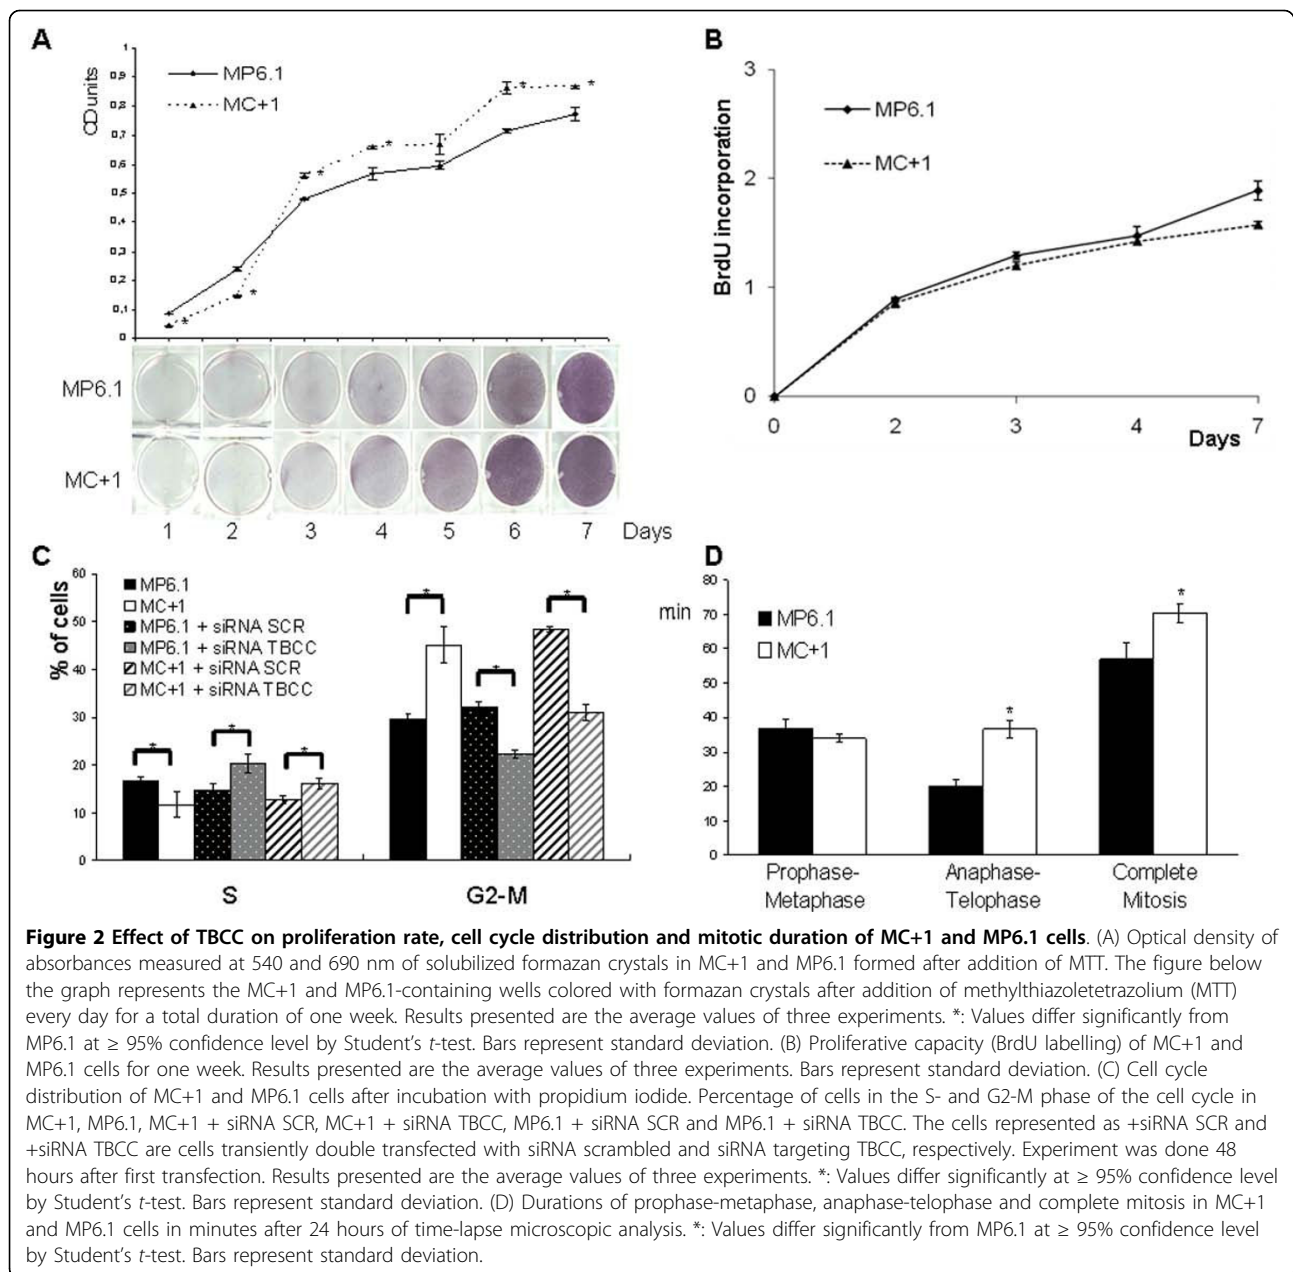 A
1
0,9
0,8
0,7
0,6
0,5
0,4
0,3
0,2
0,1
0
OD units
MP6.1
MC+1
*
*
*
*
*
*
MP6.1
MC+1
1 2 3 4 5 6 7 Days
B
3
2
1
0
BrdU incorporation
MP6.1
MC+1
0 2 3 4 7
Days
C
% of cells
60
50
40
30
20
10
0
MP6.1
MC+1
MP6.1 + siRNA SCR
MP6.1 + siRNA TBCC
MC+1 + siRNA SCR
MC+1 + siRNA TBCC
* * *
* * *
S G2-M
D
min
80
70
60
50
40
30
20
10
0
MP6.1
MC+1
*
*
Prophase-
Metaphase
Anaphase-
Telophase
Complete
Mitosis
Figure 2 Effect of TBCC on proliferation rate, cell cycle distribution and mitotic duration of MC+1 and MP6.1 cells. (A) Optical density of
absorbances measured at 540 and 690 nm of solubilized formazan crystals in MC+1 and MP6.1 formed after addition of MTT. The figure below
the graph represents the MC+1 and MP6.1-containing wells colored with formazan crystals after addition of methylthiazoletetrazolium (MTT)
every day for a total duration of one week. Results presented are the average values of three experiments. *: Values differ significantly from
MP6.1 at ≥ 95% confidence level by Student's t-test. Bars represent standard deviation. (B) Proliferative capacity (BrdU labelling) of MC+1 and
MP6.1 cells for one week. Results presented are the average values of three experiments. Bars represent standard deviation. (C) Cell cycle
distribution of MC+1 and MP6.1 cells after incubation with propidium iodide. Percentage of cells in the S- and G2-M phase of the cell cycle in
MC+1, MP6.1, MC+1 + siRNA SCR, MC+1 + siRNA TBCC, MP6.1 + siRNA SCR and MP6.1 + siRNA TBCC. The cells represented as +siRNA SCR and
+siRNA TBCC are cells transiently double transfected with siRNA scrambled and siRNA targeting TBCC, respectively. Experiment was done 48
hours after first transfection. Results presented are the average values of three experiments. *: Values differ significantly at ≥ 95% confidence level
by Student's t-test. Bars represent standard deviation. (D) Durations of prophase-metaphase, anaphase-telophase and complete mitosis in MC+1
and MP6.1 cells in minutes after 24 hours of time-lapse microscopic analysis. *: Values differ significantly from MP6.1 at ≥ 95% confidence level
by Student's t-test. Bars represent standard deviation.